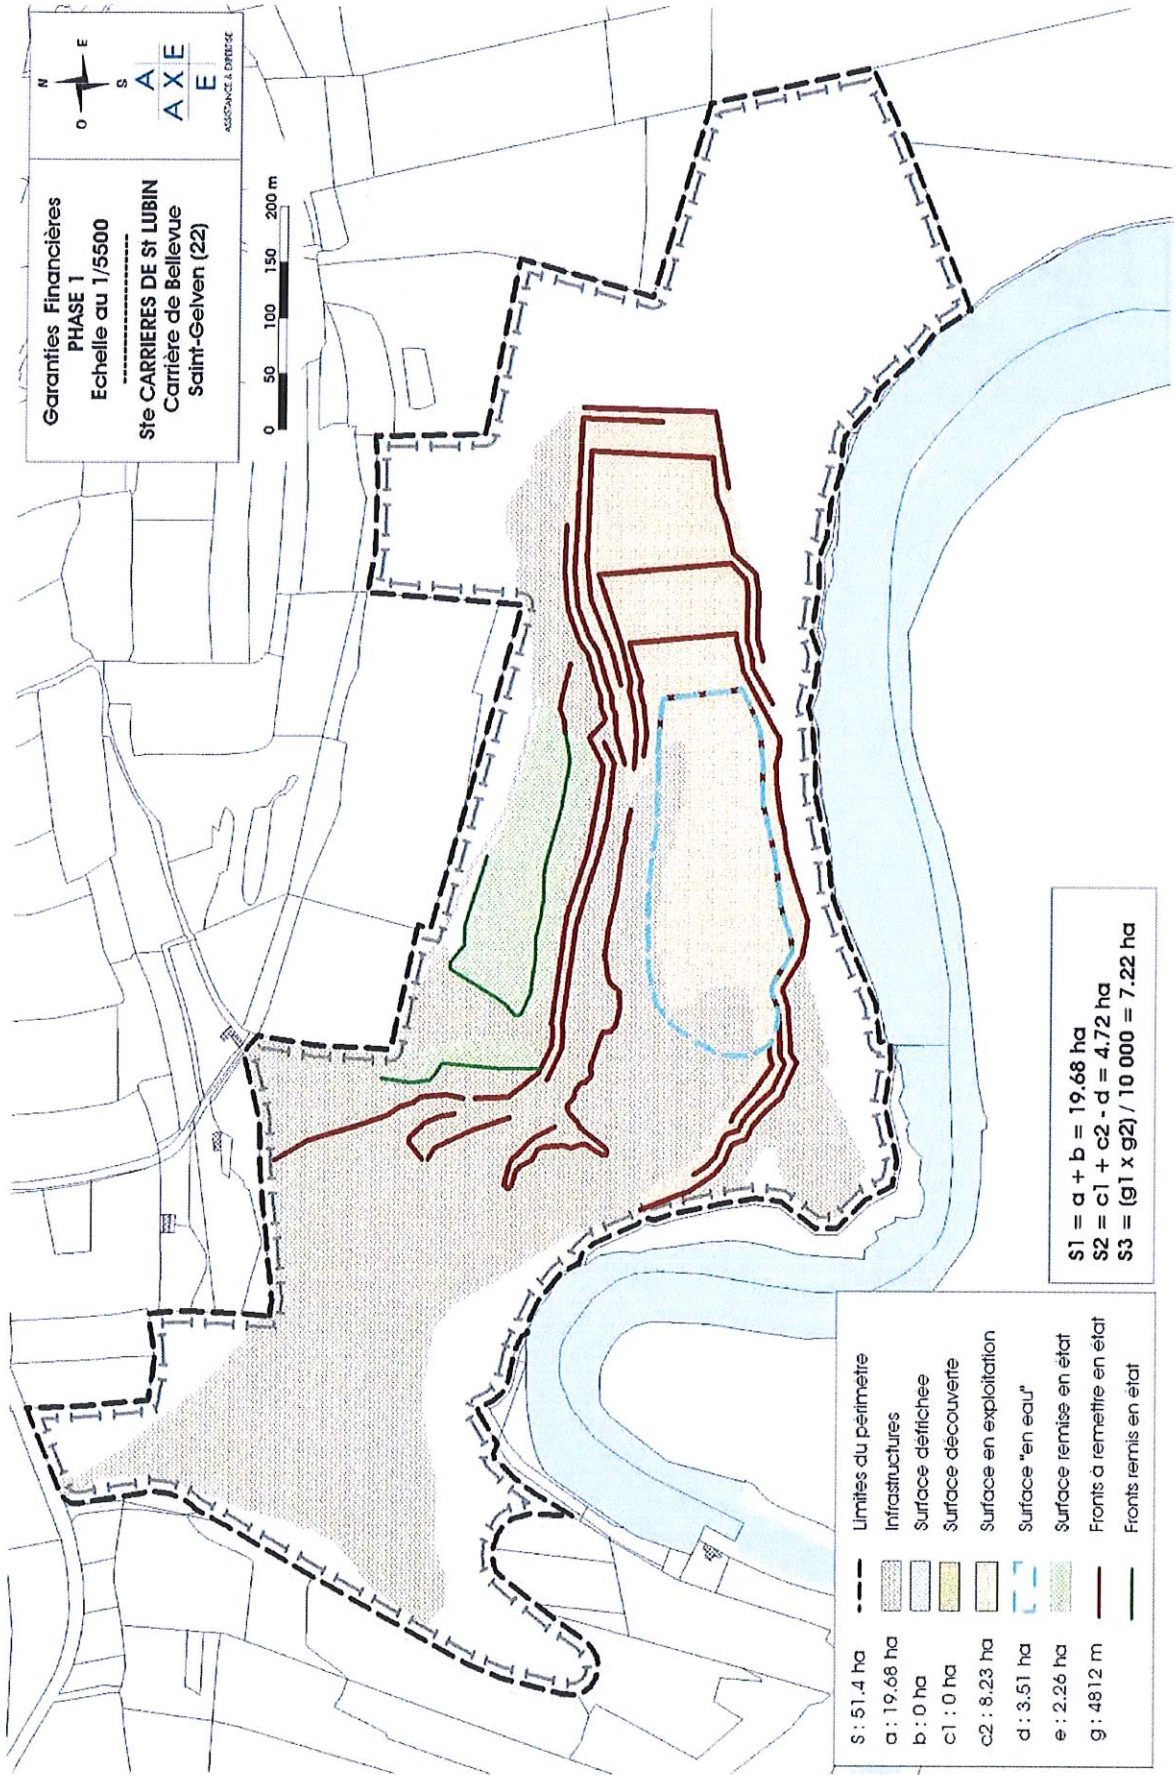 Garanties Financières
PHASE 1
Echelle au 1/5500
--------------------
Ste CARRIERES DE St LUBIN
Carrière de Bellevue
Saint-Gelven (22)
N
O
E
S
A
A X E
E
ASSISTANCE & EXPERTISE
0 50 100 150 200 m
S : 51.4 ha Limites du périmètre
a : 19.68 ha Infrastructures
b : 0 ha Surface défrichée
c1 : 0 ha Surface découverte
c2 : 8.23 ha Surface en exploitation
d : 3.51 ha Surface "en eau"
e : 2.26 ha Surface remise en état
g : 4812 m Fronts à remettre en état
Fronts remis en état
S1 = a + b = 19.68 ha
S2 = c1 + c2 - d = 4.72 ha
S3 = (g1 x g2) / 10 000 = 7.22 ha